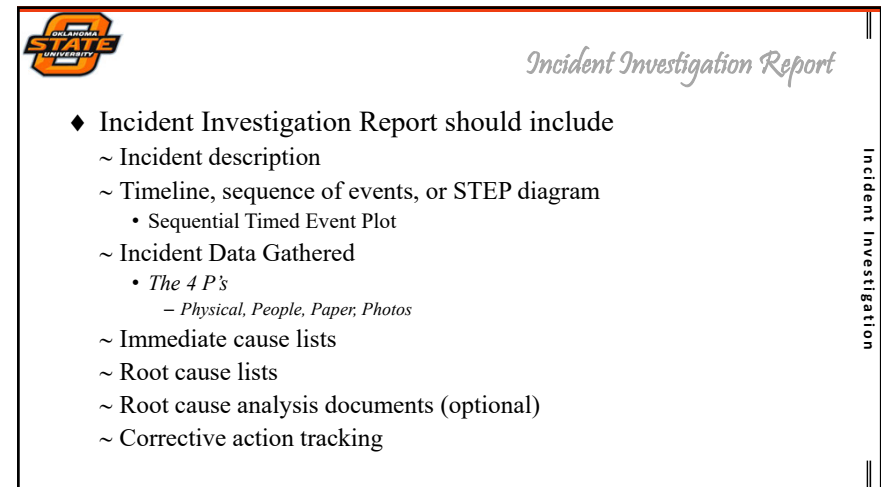 OKLAHOMA
STATE
UNIVERSITY
Incident Investigation Report
♦ Incident Investigation Report should include
~ Incident description
~ Timeline, sequence of events, or STEP diagram
• Sequential Timed Event Plot
~ Incident Data Gathered
• The 4 P's
– Physical, People, Paper, Photos
~ Immediate cause lists
~ Root cause lists
~ Root cause analysis documents (optional)
~ Corrective action tracking
Incident Investigation